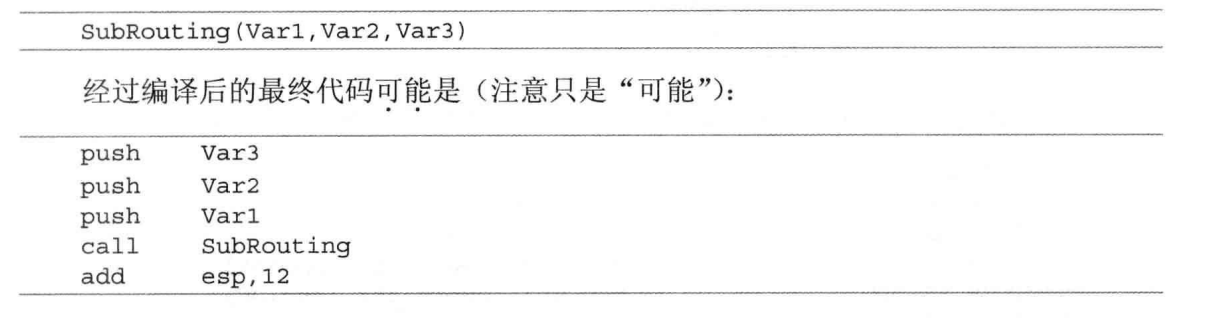 SubRouting(Var1,Var2,Var3)
经过编译后的最终代码可能是（注意只是“可能”）：
push Var3
push Var2
push Var1
call SubRouting
add esp,12